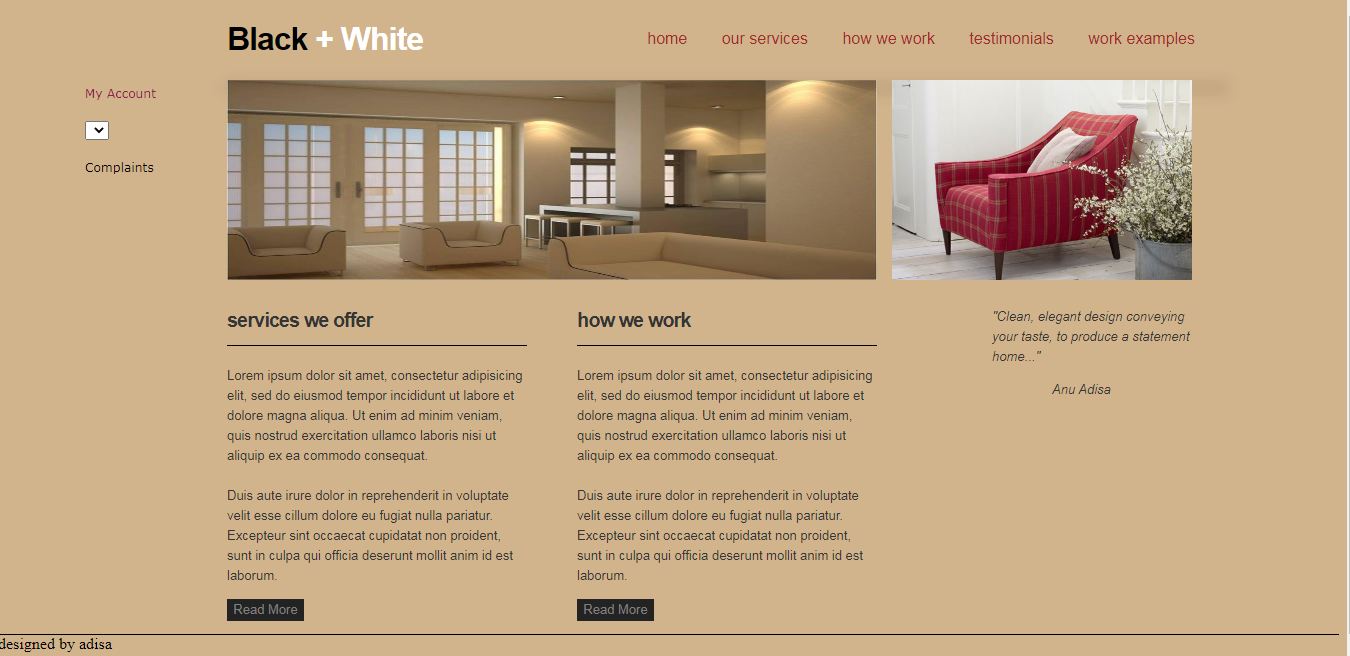 Black + White
home our services how we work testimonials work examples
My Account
Complaints
services we offer
Lorem ipsum dolor sit amet, consectetur adipisicing
elit, sed do eiusmod tempor incididunt ut labore et
dolore magna aliqua. Ut enim ad minim veniam,
quis nostrud exercitation ullamco laboris nisi ut
aliquip ex ea commodo consequat.
Duis aute irure dolor in reprehenderit in voluptate
velit esse cillum dolore eu fugiat nulla pariatur.
Excepteur sint occaecat cupidatat non proident,
sunt in culpa qui officia deserunt mollit anim id est
laborum.
Read More
how we work
Lorem ipsum dolor sit amet, consectetur adipisicing
elit, sed do eiusmod tempor incididunt ut labore et
dolore magna aliqua. Ut enim ad minim veniam,
quis nostrud exercitation ullamco laboris nisi ut
aliquip ex ea commodo consequat.
Duis aute irure dolor in reprehenderit in voluptate
velit esse cillum dolore eu fugiat nulla pariatur.
Excepteur sint occaecat cupidatat non proident,
sunt in culpa qui officia deserunt mollit anim id est
laborum.
Read More
"Clean, elegant design conveying
your taste, to produce a statement
home..."
Anu Adisa
designed by adisa